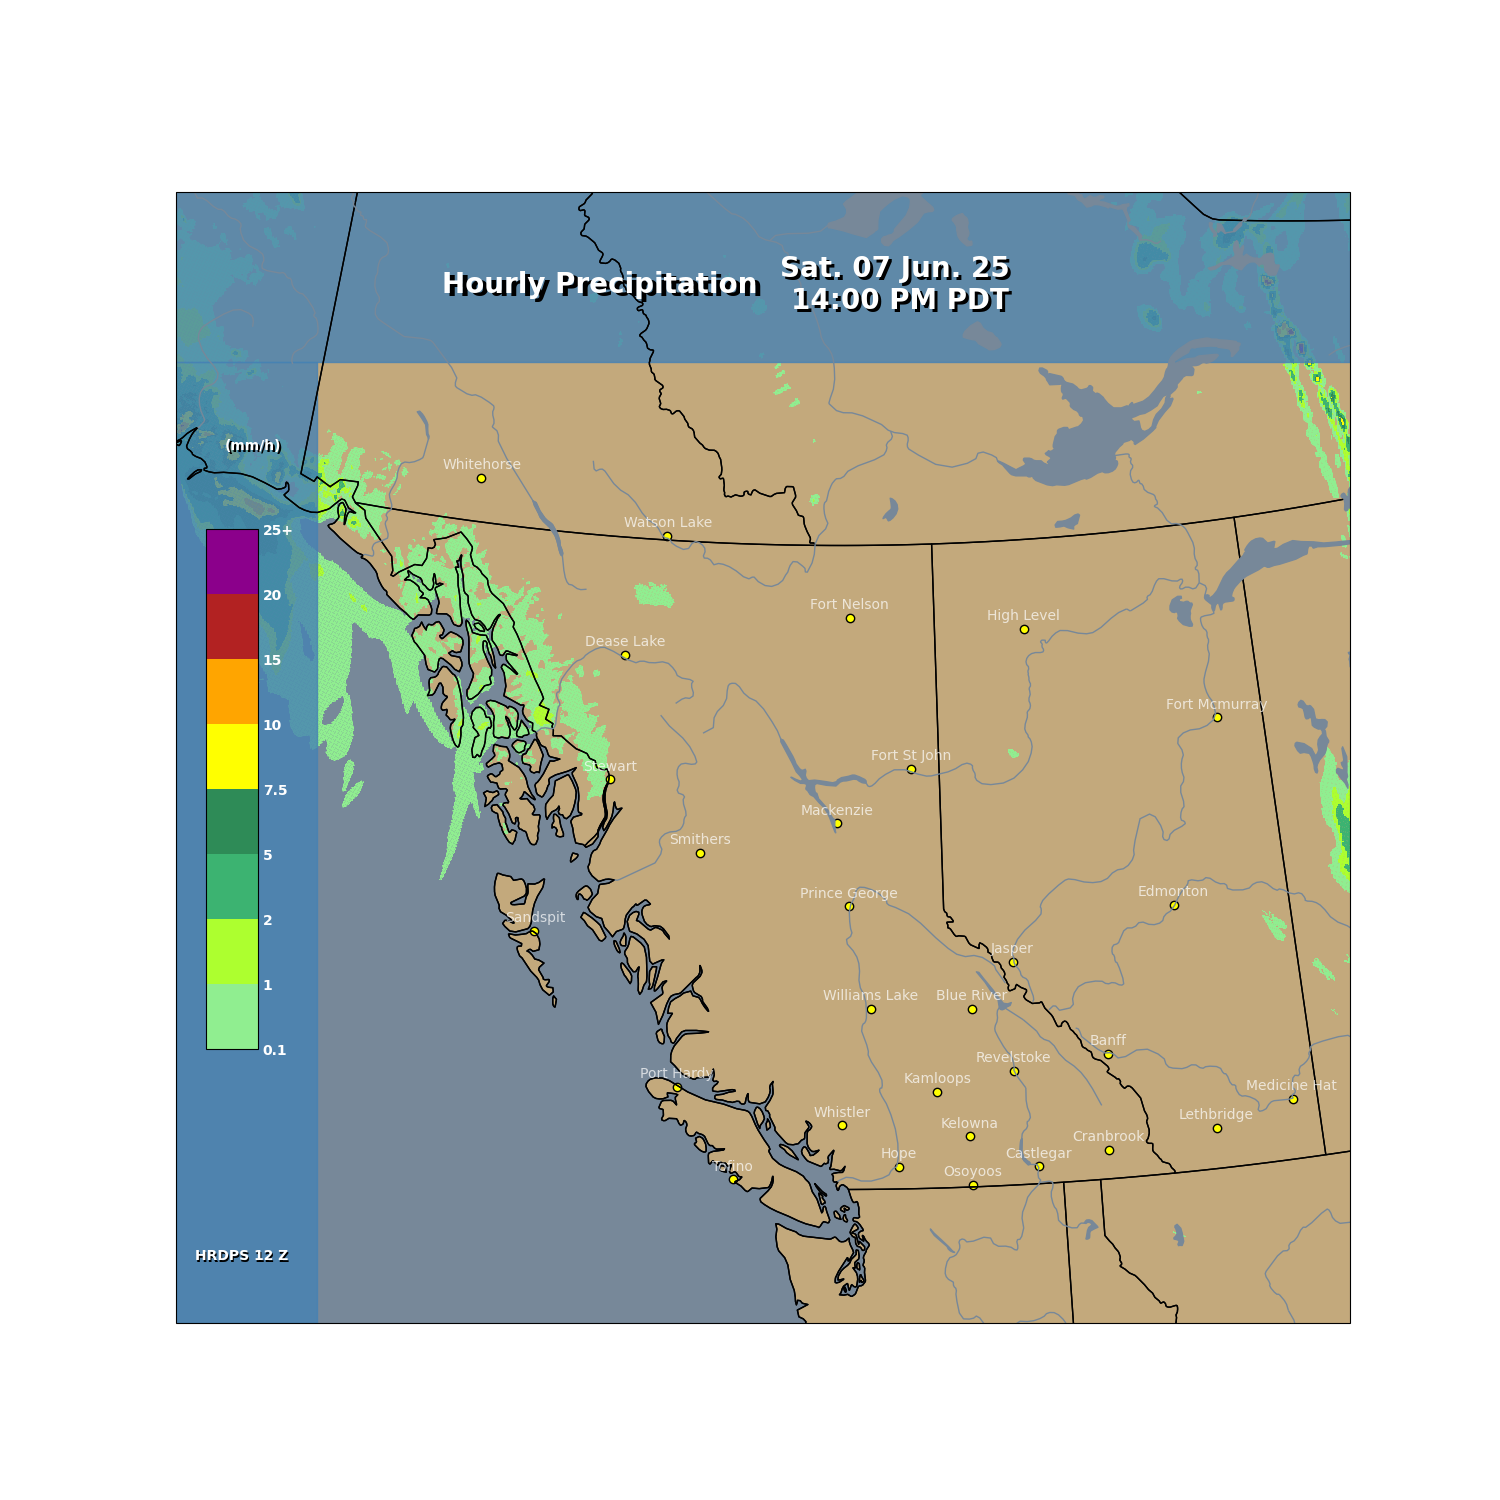 Hourly Precipitation
Sat. 07 Jun. 25
14:00 PM PDT
(mm/h)
25+
20
15
10
7.5
5
2
1
0.1
HRDPS 12 Z
Whitehorse
Watson Lake
Fort Nelson
High Level
Dease Lake
Fort Mcmurray
Fort St John
Stewart
Mackenzie
Smithers
Prince George
Edmonton
Sandspit
Jasper
Williams Lake
Blue River
Banff
Revelstoke
Port Hardy
Kamloops
Medicine Hat
Whistler
Lethbridge
Kelowna
Cranbrook
Hope
Castlegar
Tofino
Osoyoos